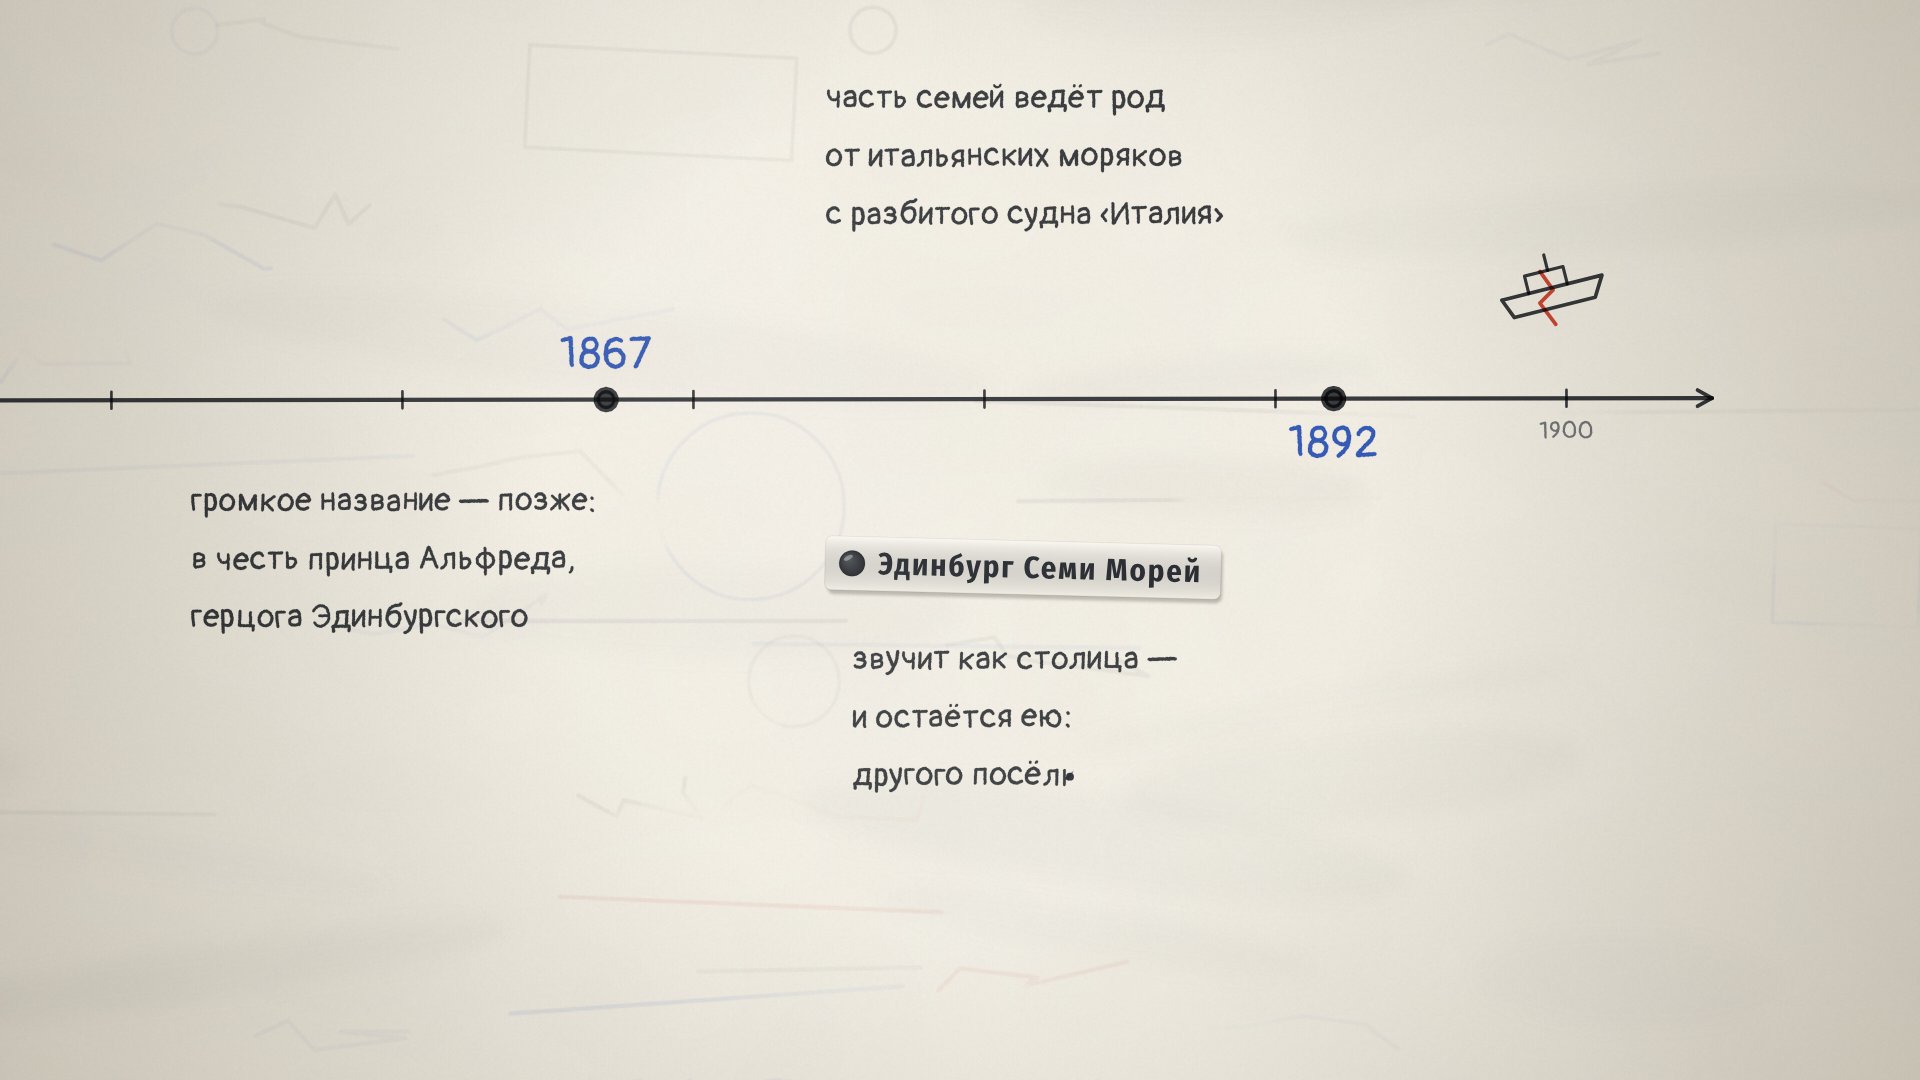 часть семей ведёт род
от итальянских моряков
с разбитого судна ‹Италия›
1867
1892
1900
громкое название — позже:
в честь принца Альфреда,
герцога Эдинбургского
Эдинбург Семи Морей
звучит как столица —
и остаётся ею:
другого